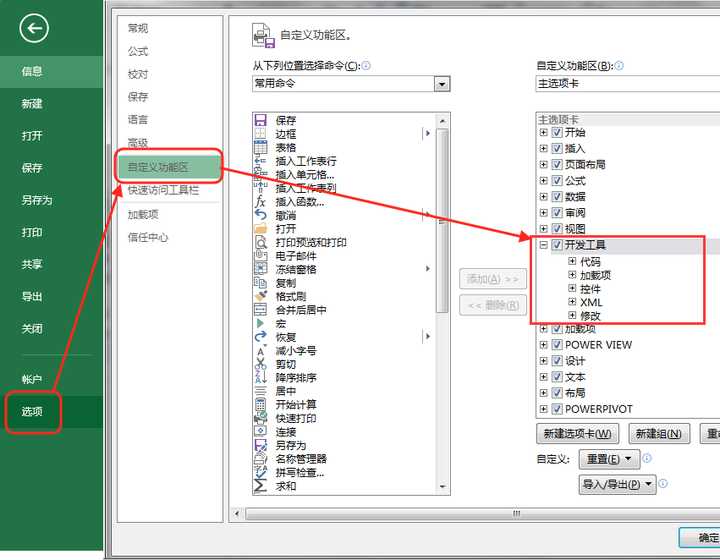 信息
新建
打开
保存
另存为
打印
共享
导出
关闭
帐户
选项
常规
公式
校对
保存
语言
高级
自定义功能区
快速访问工具栏
加载项
信任中心
自定义功能区。
从下列位置选择命令(C):
常用命令
保存
边框
表格
插入工作表行
插入单元格...
插入工作表列
插入函数...
撤消
打开
打印预览和打印
电子邮件
冻结窗格
复制
格式刷
合并后居中
宏
恢复
减小字号
剪切
降序排序
居中
开始计算
快速打印
连接
另存为
名称管理器
拼写检查...
求和
添加(A) >>
<< 删除(R)
自定义功能区(B):
主选项卡
主选项卡
开始
插入
页面布局
公式
数据
审阅
视图
开发工具
代码
加载项
控件
XML
修改
加载项
POWER VIEW
设计
文本
布局
POWERPIVOT
新建选项卡(W)
新建组(N)
自定义:
重置(E)
导入/导出(P)
确定